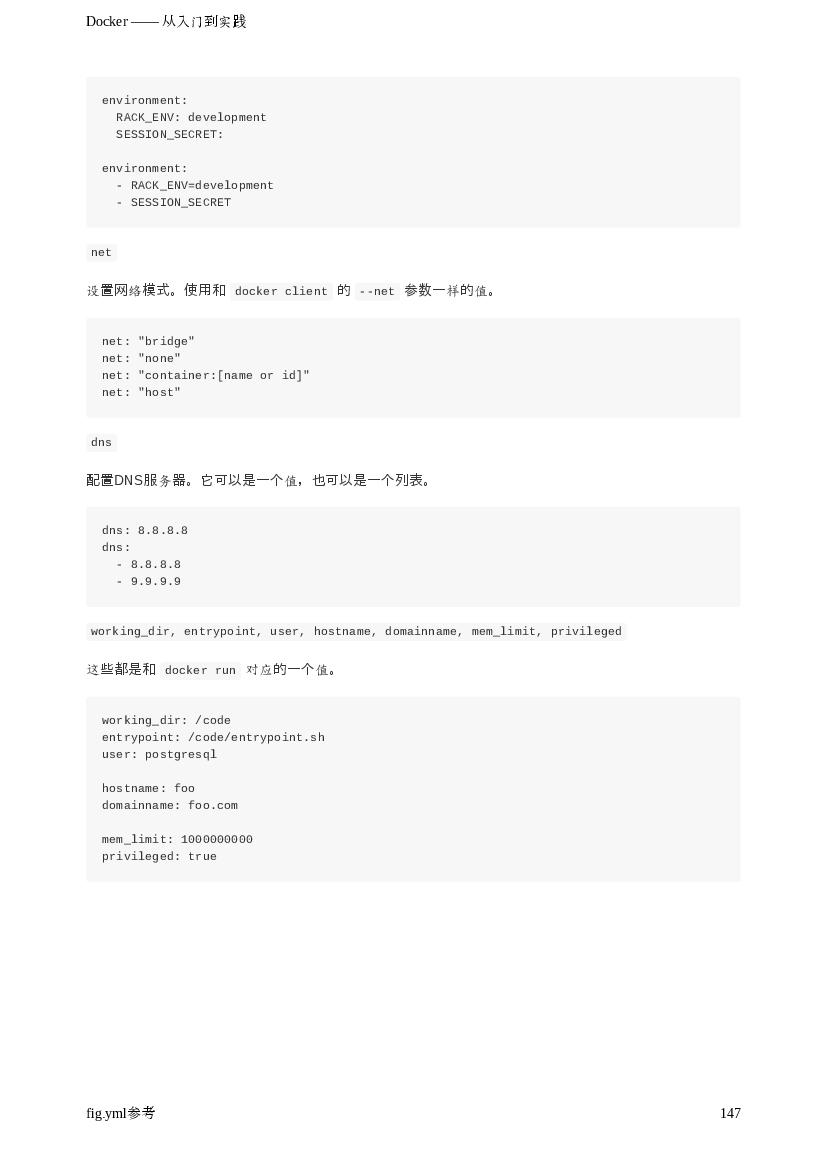 Docker —— 从入门到实践
environment:
  RACK_ENV: development
  SESSION_SECRET:

environment:
  - RACK_ENV=development
  - SESSION_SECRET
net
设置网络模式。使用和 docker client 的 --net 参数一样的值。
net: "bridge"
net: "none"
net: "container:[name or id]"
net: "host"
dns
配置DNS服务器。它可以是一个值，也可以是一个列表。
dns: 8.8.8.8
dns:
  - 8.8.8.8
  - 9.9.9.9
working_dir, entrypoint, user, hostname, domainname, mem_limit, privileged
这些都是和 docker run 对应的一个值。
working_dir: /code
entrypoint: /code/entrypoint.sh
user: postgresql

hostname: foo
domainname: foo.com

mem_limit: 1000000000
privileged: true
fig.yml参考 147